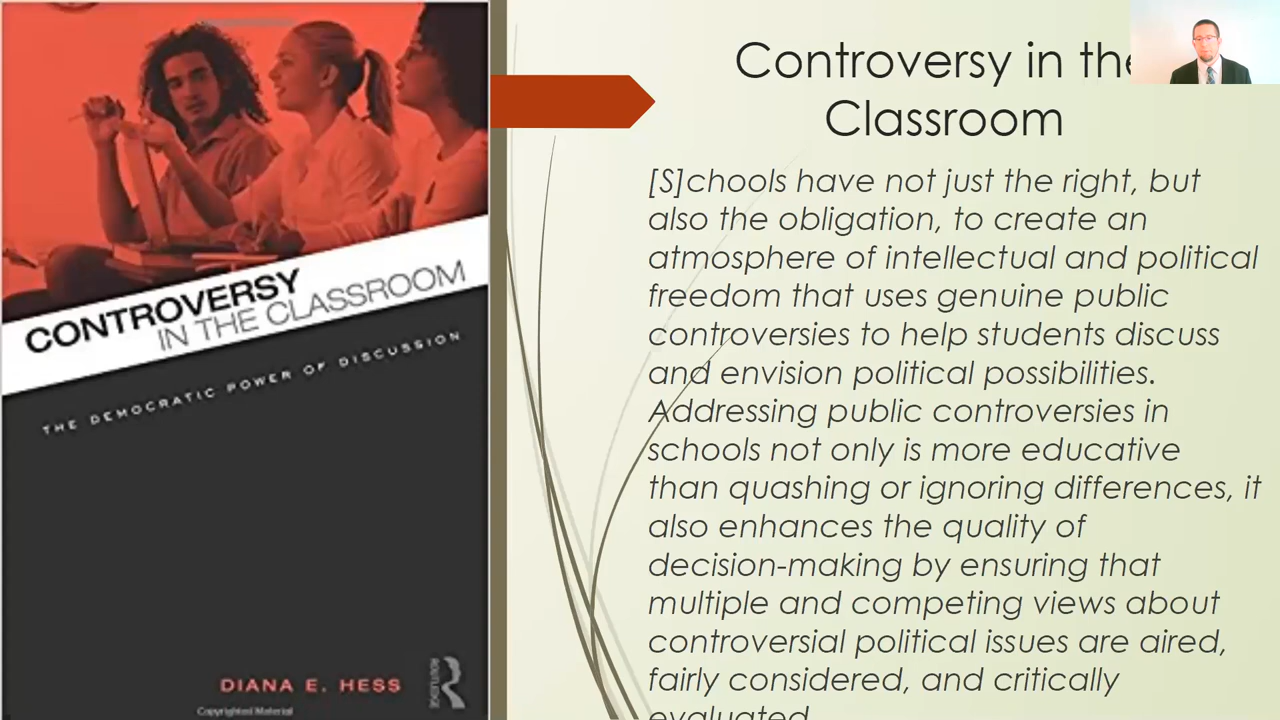 CONTROVERSY
IN THE CLASSROOM
THE DEMOCRATIC POWER OF DISCUSSION
DIANA E. HESS
ROUTLEDGE
Copyrighted Material
Controversy in the
Classroom
[S]chools have not just the right, but
also the obligation, to create an
atmosphere of intellectual and political
freedom that uses genuine public
controversies to help students discuss
and envision political possibilities.
Addressing public controversies in
schools not only is more educative
than quashing or ignoring differences, it
also enhances the quality of
decision-making by ensuring that
multiple and competing views about
controversial political issues are aired,
fairly considered, and critically
evaluated